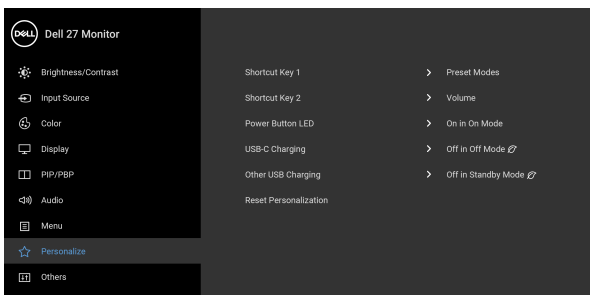 DELL Dell 27 Monitor
Brightness/Contrast
Input Source
Color
Display
PIP/PBP
Audio
Menu
Personalize
Others
Shortcut Key 1 > Preset Modes
Shortcut Key 2 > Volume
Power Button LED > On in On Mode
USB-C Charging > Off in Off Mode
Other USB Charging > Off in Standby Mode
Reset Personalization